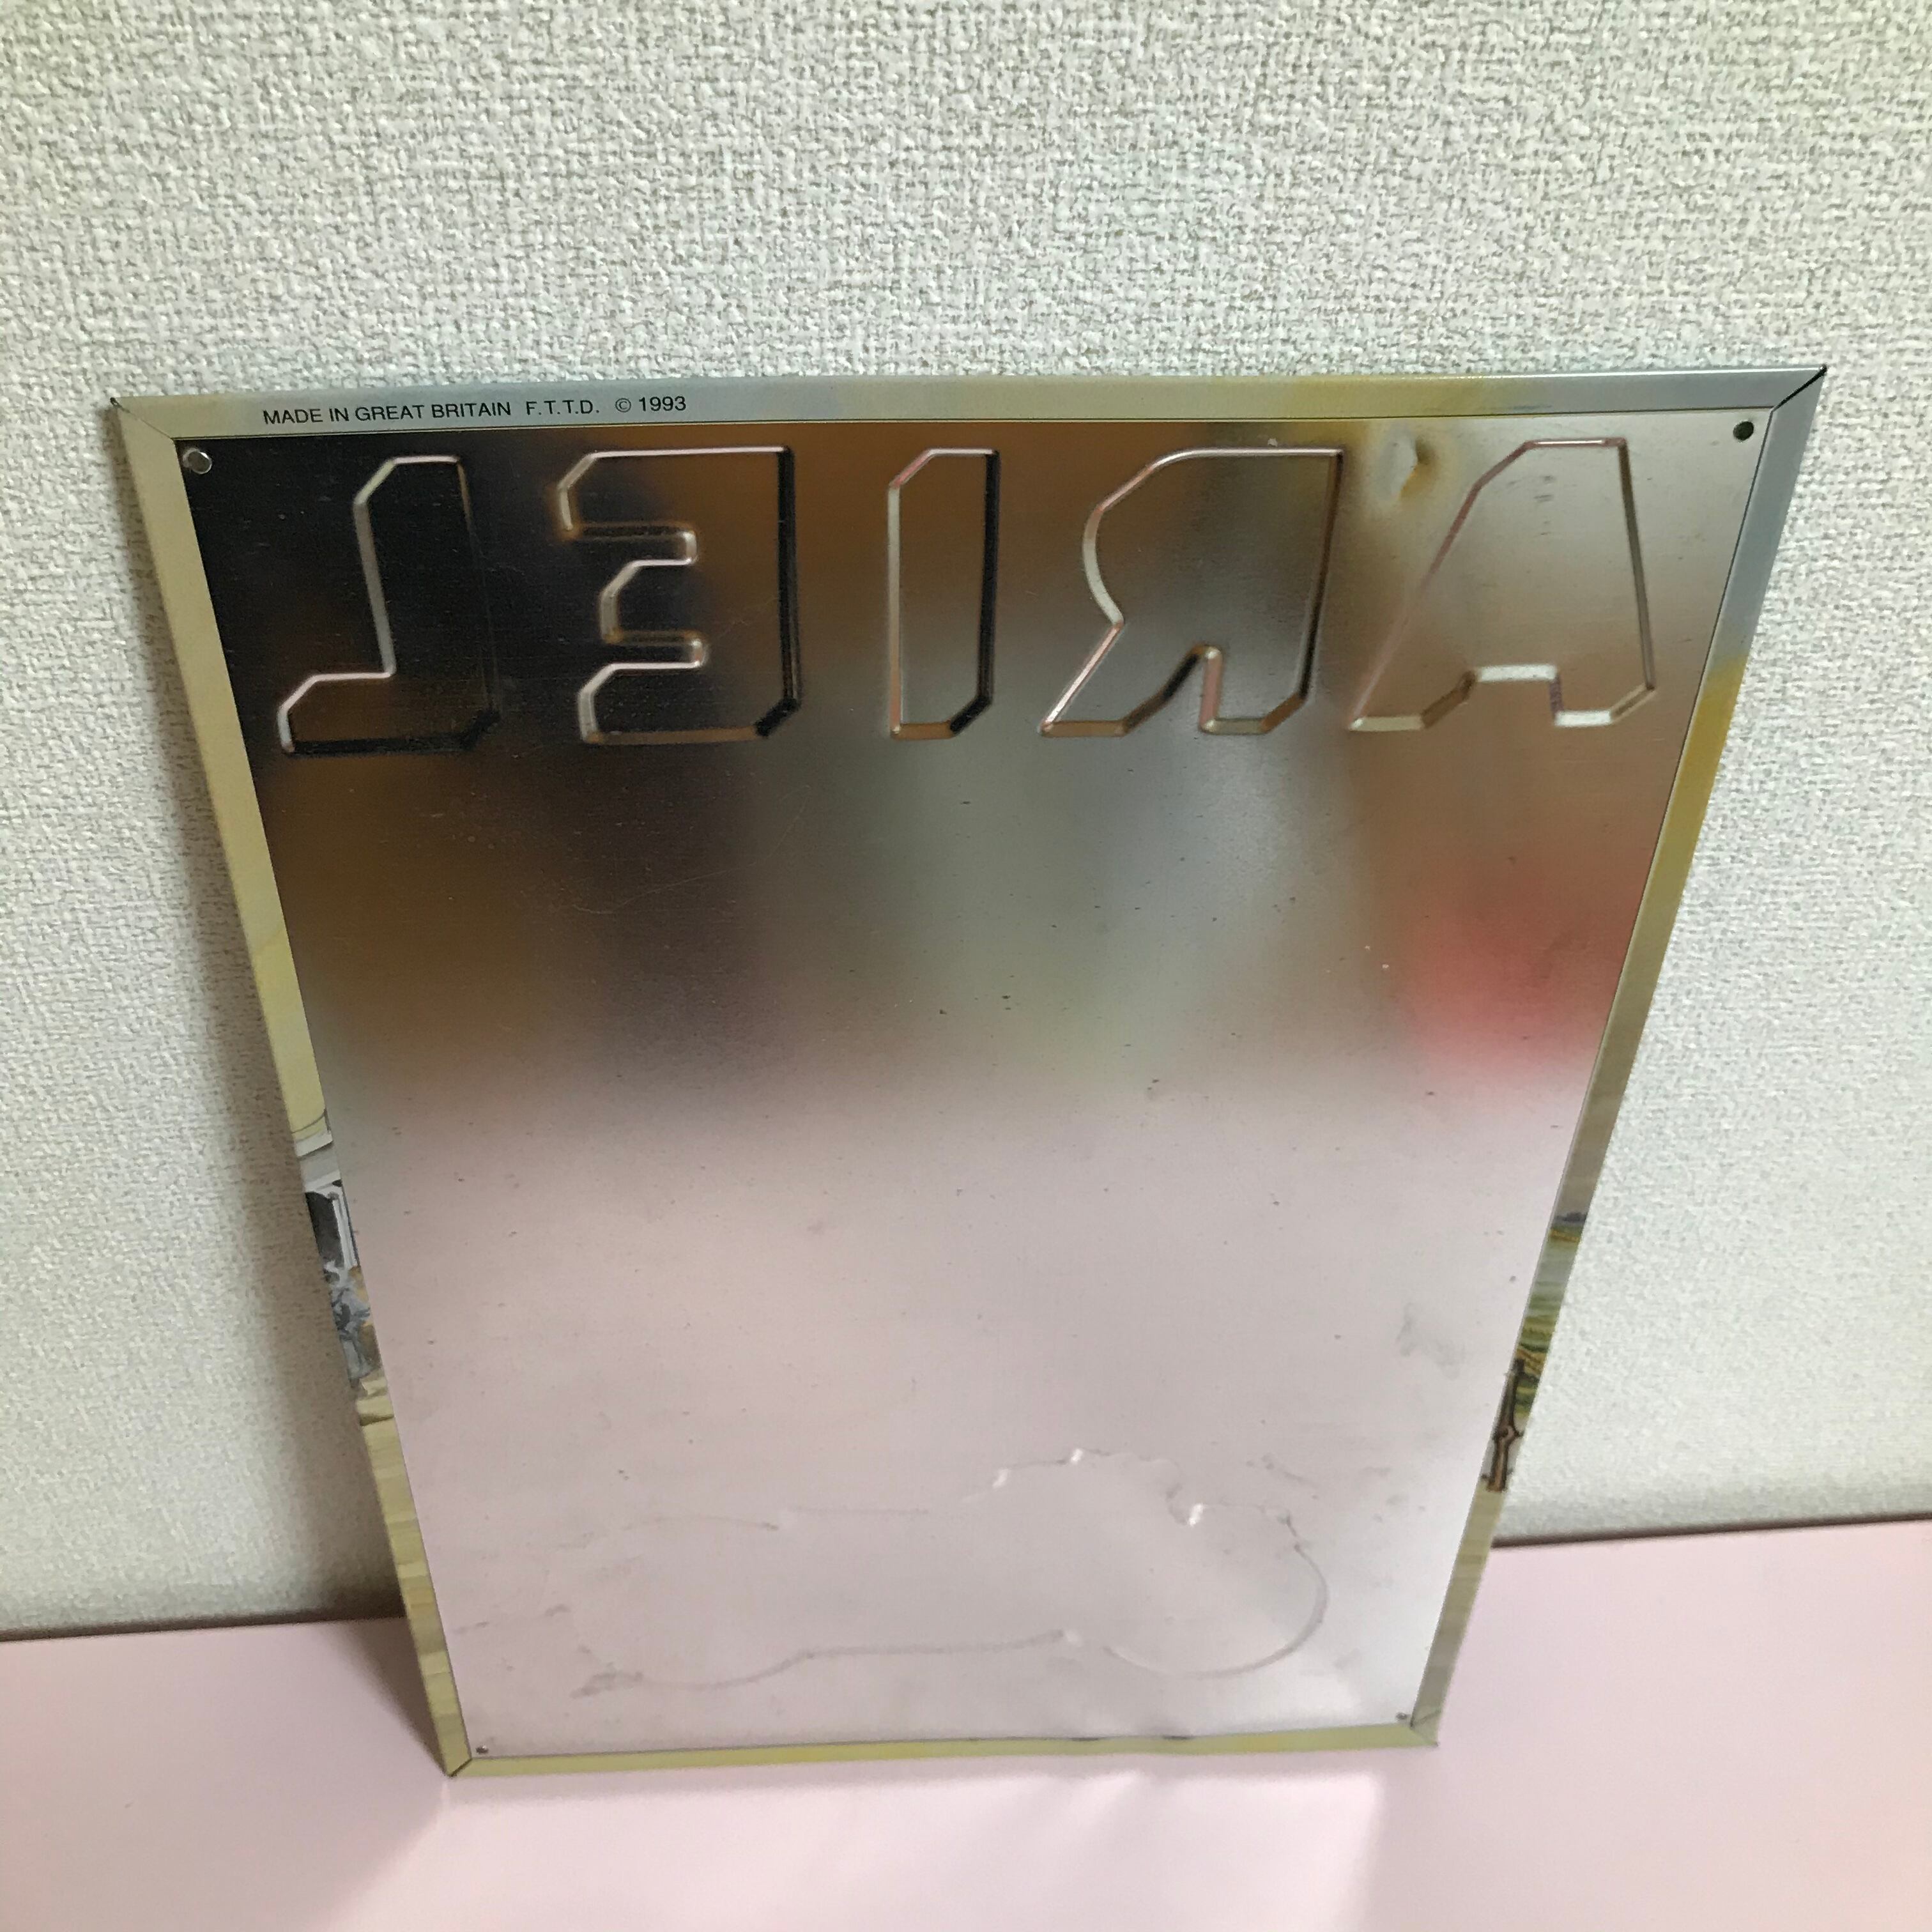 MADE IN GREAT BRITAIN F.T.T.D. © 1993
ARIEL